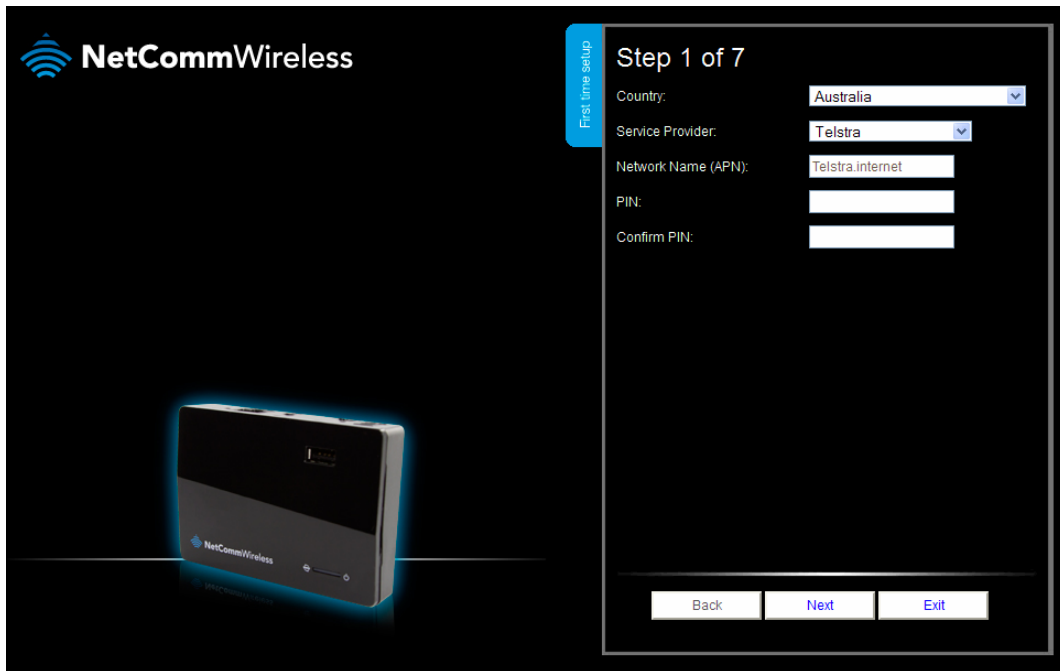 NetCommWireless
First time setup
Step 1 of 7
Country:
Australia
Service Provider:
Telstra
Network Name (APN):
Telstra.internet
PIN:
Confirm PIN:
NetCommWireless
Back
Next
Exit